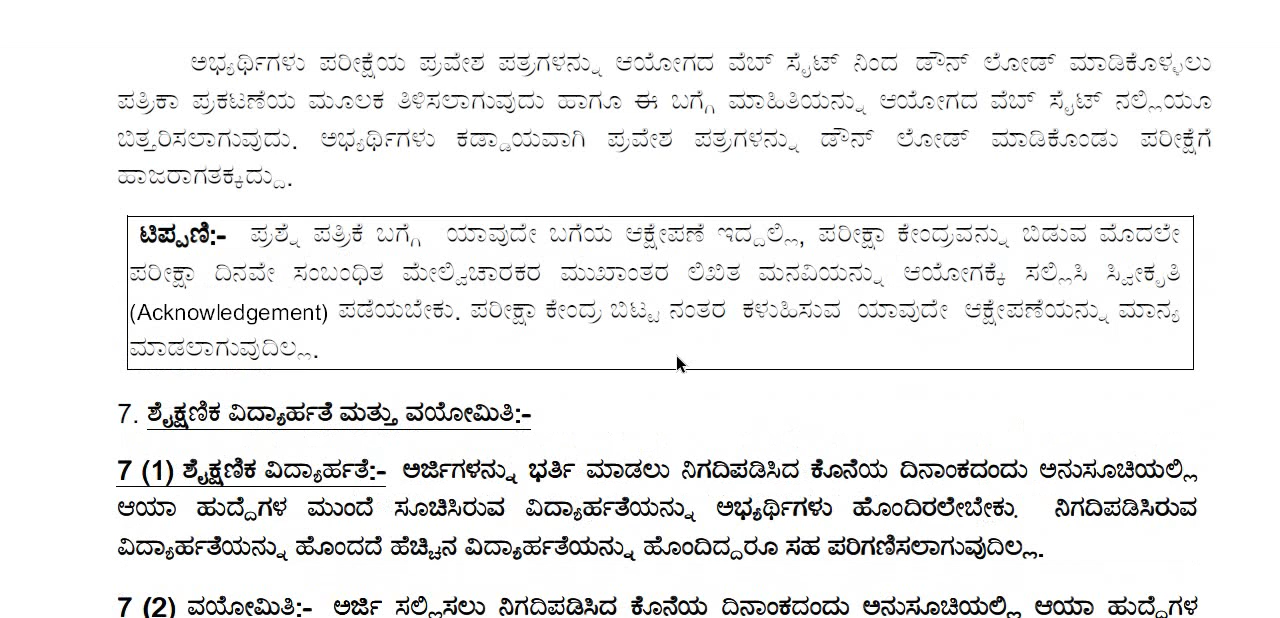 ಅಭ್ಯರ್ಥಿಗಳು ಪರೀಕ್ಷೆಯ ಪ್ರವೇಶ ಪತ್ರಗಳನ್ನು ಆಯೋಗದ ವೆಬ್ ಸೈಟ್ ನಿಂದ ಡೌನ್ ಲೋಡ್ ಮಾಡಿಕೊಳ್ಳಲು
ಪತ್ರಿಕಾ ಪ್ರಕಟಣೆಯ ಮೂಲಕ ತಿಳಿಸಲಾಗುವುದು ಹಾಗೂ ಈ ಬಗ್ಗೆ ಮಾಹಿತಿಯನ್ನು ಆಯೋಗದ ವೆಬ್ ಸೈಟ್ ನಲ್ಲಿಯೂ
ಬಿತ್ತರಿಸಲಾಗುವುದು. ಅಭ್ಯರ್ಥಿಗಳು ಕಡ್ಡಾಯವಾಗಿ ಪ್ರವೇಶ ಪತ್ರಗಳನ್ನು ಡೌನ್ ಲೋಡ್ ಮಾಡಿಕೊಂಡು ಪರೀಕ್ಷೆಗೆ
ಹಾಜರಾಗತಕ್ಕದ್ದು.
ಟಿಪ್ಪಣಿ:- ಪ್ರಶ್ನೆ ಪತ್ರಿಕೆ ಬಗ್ಗೆ ಯಾವುದೇ ಬಗೆಯ ಆಕ್ಷೇಪಣೆ ಇದ್ದಲ್ಲಿ, ಪರೀಕ್ಷಾ ಕೇಂದ್ರವನ್ನು ಬಿಡುವ ಮೊದಲೇ
ಪರೀಕ್ಷಾ ದಿನವೇ ಸಂಬಂಧಿತ ಮೇಲ್ವಿಚಾರಕರ ಮುಖಾಂತರ ಲಿಖಿತ ಮನವಿಯನ್ನು ಆಯೋಗಕ್ಕೆ ಸಲ್ಲಿಸಿ ಸ್ವೀಕೃತಿ
(Acknowledgement) ಪಡೆಯಬೇಕು. ಪರೀಕ್ಷಾ ಕೇಂದ್ರ ಬಿಟ್ಟ ನಂತರ ಕಳುಹಿಸುವ ಯಾವುದೇ ಆಕ್ಷೇಪಣೆಯನ್ನು ಮಾನ್ಯ
ಮಾಡಲಾಗುವುದಿಲ್ಲ.
7. ಶೈಕ್ಷಣಿಕ ವಿದ್ಯಾರ್ಹತೆ ಮತ್ತು ವಯೋಮಿತಿ:-
7 (1) ಶೈಕ್ಷಣಿಕ ವಿದ್ಯಾರ್ಹತೆ:- ಅರ್ಜಿಗಳನ್ನು ಭರ್ತಿ ಮಾಡಲು ನಿಗದಿಪಡಿಸಿದ ಕೊನೆಯ ದಿನಾಂಕದಂದು ಅನುಸೂಚಿಯಲ್ಲಿ
ಆಯಾ ಹುದ್ದೆಗಳ ಮುಂದೆ ಸೂಚಿಸಿರುವ ವಿದ್ಯಾರ್ಹತೆಯನ್ನು ಅಭ್ಯರ್ಥಿಗಳು ಹೊಂದಿರಲೇಬೇಕು. ನಿಗದಿಪಡಿಸಿರುವ
ವಿದ್ಯಾರ್ಹತೆಯನ್ನು ಹೊಂದದೆ ಹೆಚ್ಚಿನ ವಿದ್ಯಾರ್ಹತೆಯನ್ನು ಹೊಂದಿದ್ದರೂ ಸಹ ಪರಿಗಣಿಸಲಾಗುವುದಿಲ್ಲ.
7 (2) ವಯೋಮಿತಿ:- ಅರ್ಜಿ ಸಲ್ಲಿಸಲು ನಿಗದಿಪಡಿಸಿದ ಕೊನೆಯ ದಿನಾಂಕದಂದು ಅನುಸೂಚಿಯಲ್ಲಿ ಆಯಾ ಹುದ್ದೆಗಳ